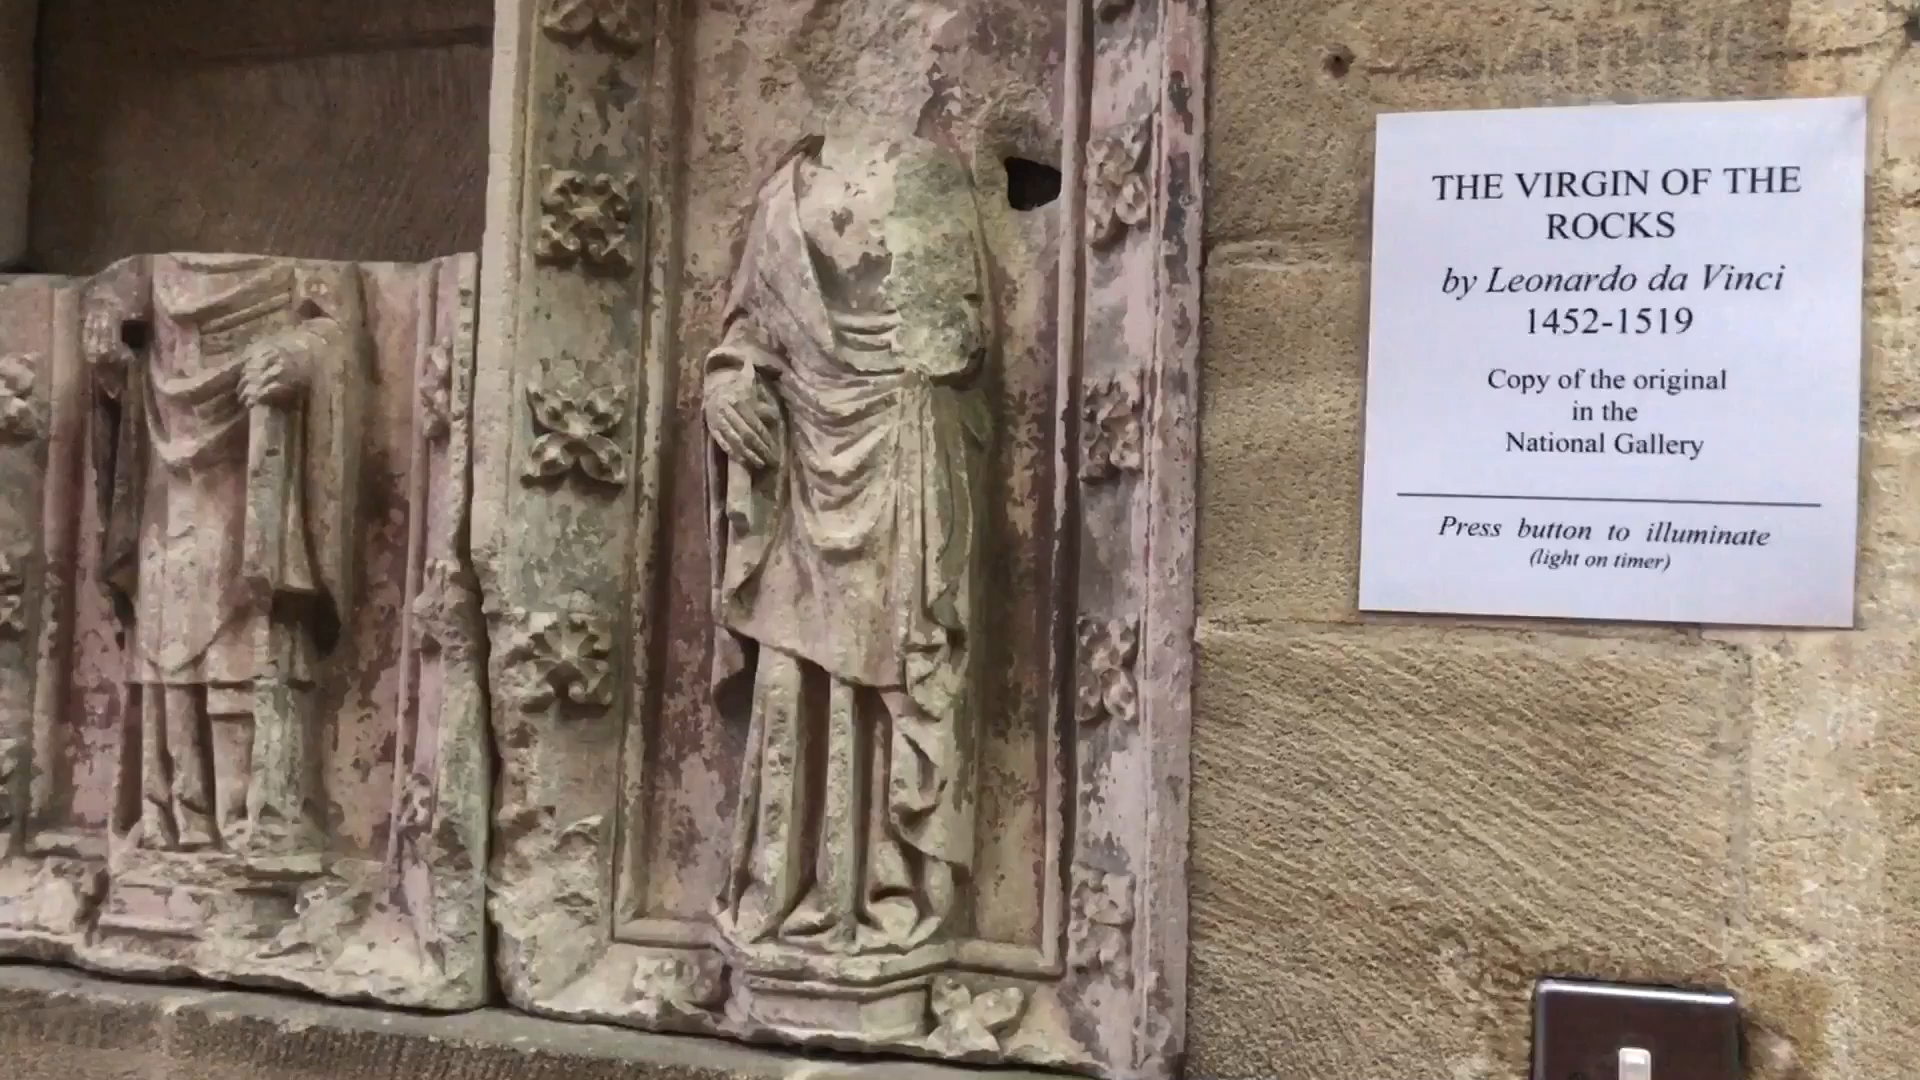 THE VIRGIN OF THE
ROCKS
by Leonardo da Vinci
1452-1519
Copy of the original
in the
National Gallery
Press button to illuminate
(light on timer)